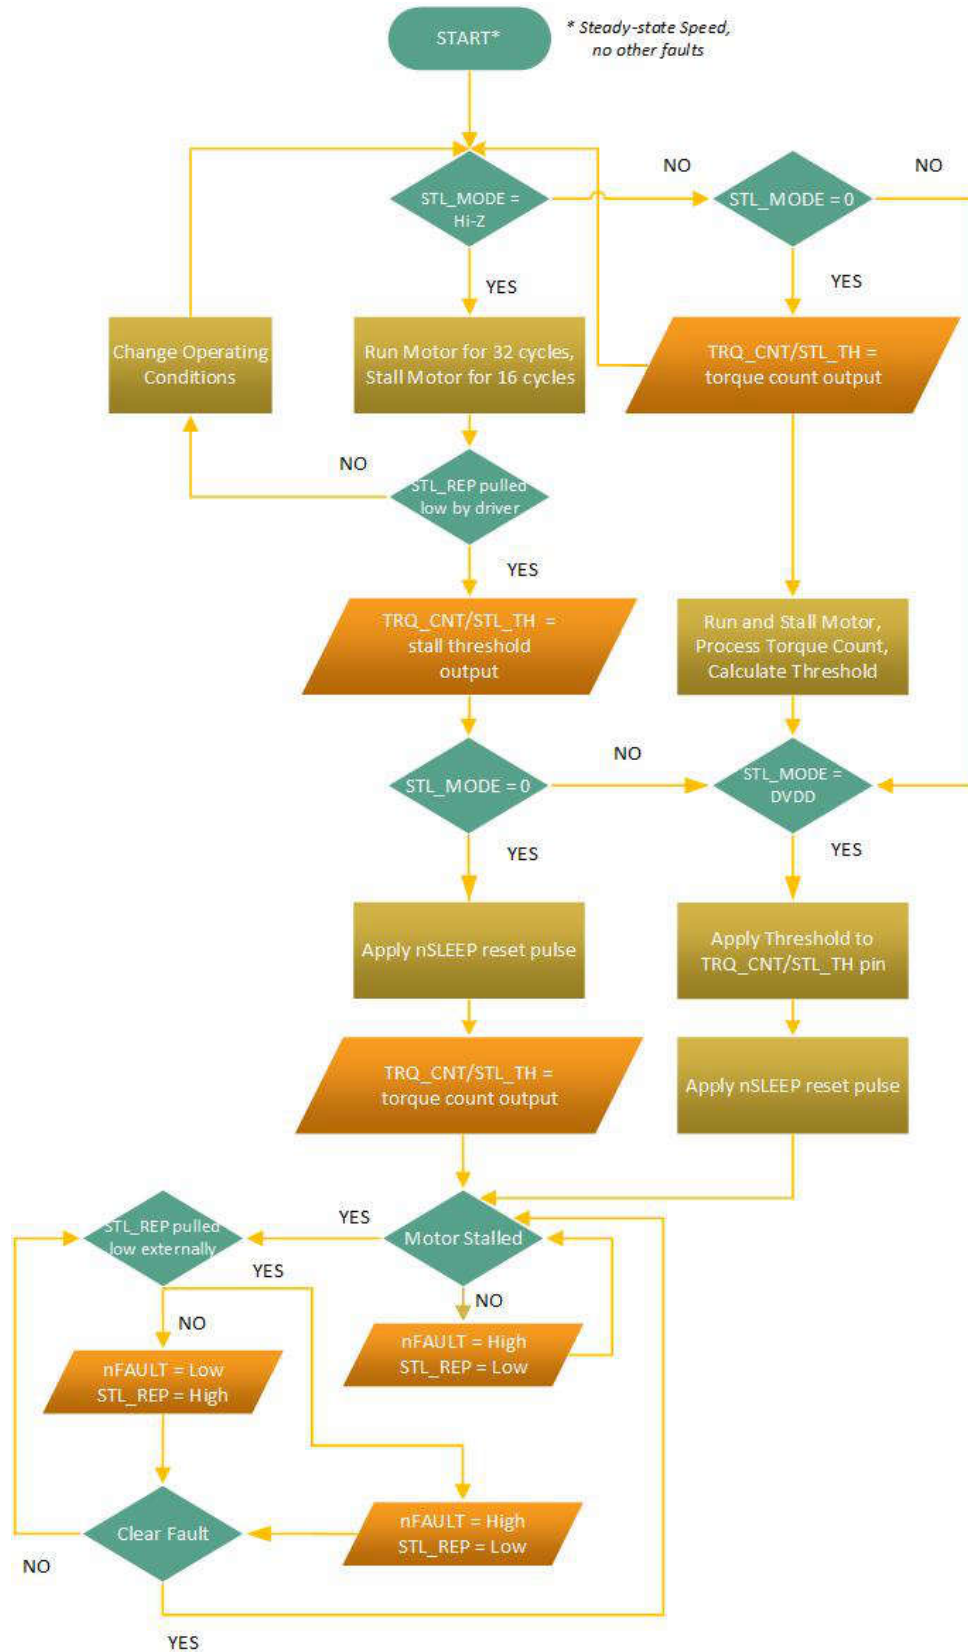 START*
* Steady-state Speed,
no other faults
STL_MODE =
Hi-Z
NO
STL_MODE = 0
NO
YES
YES
Change Operating
Conditions
Run Motor for 32 cycles,
Stall Motor for 16 cycles
TRQ_CNT/STL_TH =
torque count output
NO
STL_REP pulled
low by driver
YES
TRQ_CNT/STL_TH =
stall threshold
output
Run and Stall Motor,
Process Torque Count,
Calculate Threshold
STL_MODE = 0
NO
STL_MODE =
DVDD
YES
YES
Apply nSLEEP reset pulse
Apply Threshold to
TRQ_CNT/STL_TH pin
TRQ_CNT/STL_TH =
torque count output
Apply nSLEEP reset pulse
STL_REP pulled
low externally
YES
Motor Stalled
YES
NO
NO
nFAULT = Low
STL_REP = High
nFAULT = High
STL_REP = Low
Clear Fault
nFAULT = High
STL_REP = Low
NO
YES